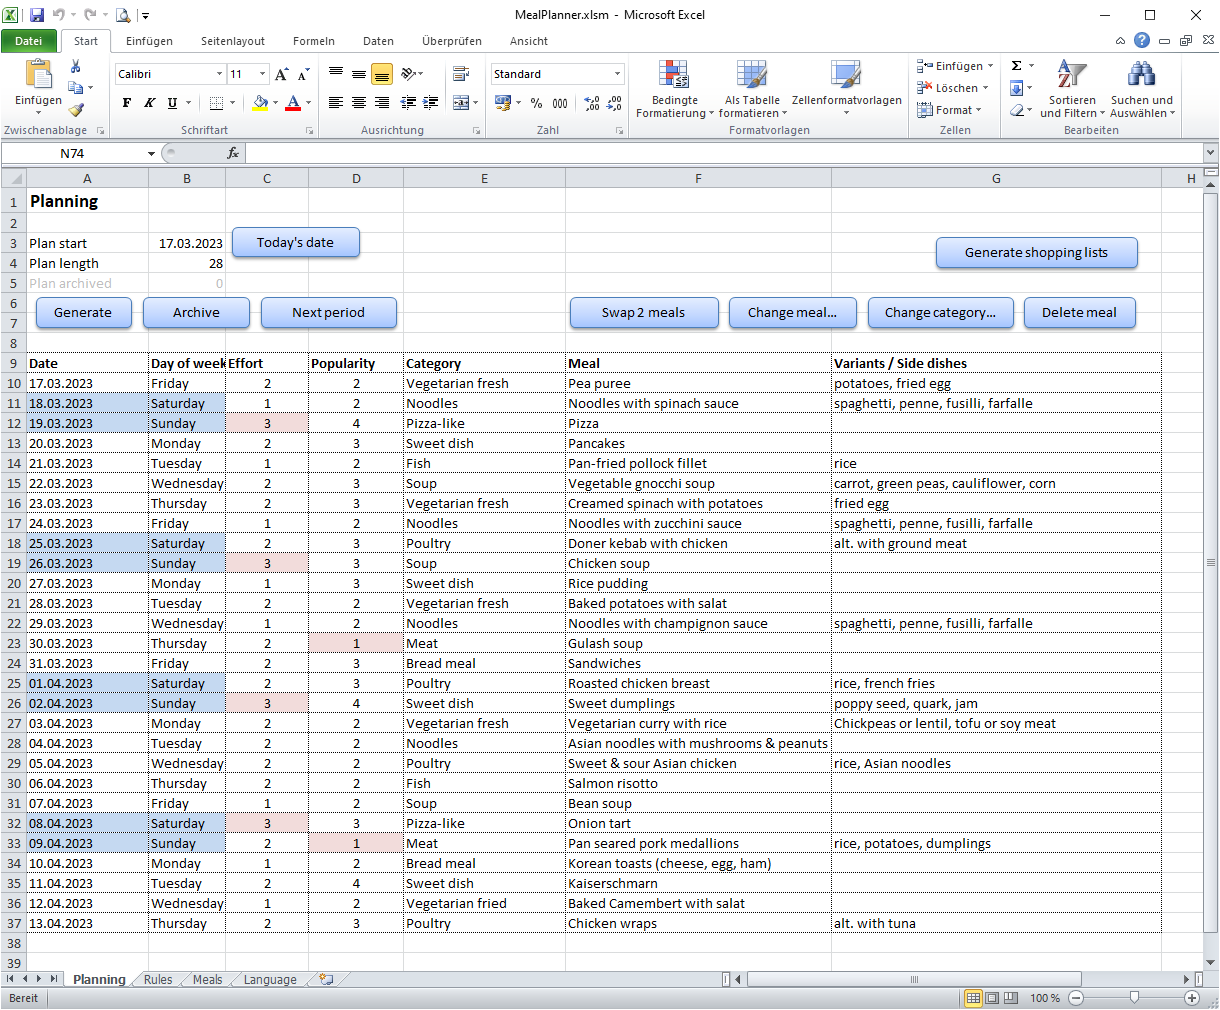 MealPlanner.xlsm - Microsoft Excel
Datei Start Einfügen Seitenlayout Formeln Daten Überprüfen Ansicht
Einfügen
Calibri 11
F K U
Standard
% 000
Bedingte Formatierung
Als Tabelle formatieren
Zellenformatvorlagen
Einfügen
Löschen
Format
Sortieren und Filtern
Suchen und Auswählen
Zwischenablage Schriftart Ausrichtung Zahl Formatvorlagen Zellen Bearbeiten
N74 fx
A B C D E F G H
1 Planning
2
3 Plan start 17.03.2023 Today's date Generate shopping lists
4 Plan length 28
5 Plan archived 0
6 Generate Archive Next period Swap 2 meals Change meal... Change category... Delete meal
7
8
9 Date Day of week Effort Popularity Category Meal Variants / Side dishes
10 17.03.2023 Friday 2 2 Vegetarian fresh Pea puree potatoes, fried egg
11 18.03.2023 Saturday 1 2 Noodles Noodles with spinach sauce spaghetti, penne, fusilli, farfalle
12 19.03.2023 Sunday 3 4 Pizza-like Pizza
13 20.03.2023 Monday 2 3 Sweet dish Pancakes
14 21.03.2023 Tuesday 1 2 Fish Pan-fried pollock fillet rice
15 22.03.2023 Wednesday 2 3 Soup Vegetable gnocchi soup carrot, green peas, cauliflower, corn
16 23.03.2023 Thursday 2 3 Vegetarian fresh Creamed spinach with potatoes fried egg
17 24.03.2023 Friday 1 2 Noodles Noodles with zucchini sauce spaghetti, penne, fusilli, farfalle
18 25.03.2023 Saturday 2 3 Poultry Doner kebab with chicken alt. with ground meat
19 26.03.2023 Sunday 3 3 Soup Chicken soup
20 27.03.2023 Monday 1 3 Sweet dish Rice pudding
21 28.03.2023 Tuesday 2 2 Vegetarian fresh Baked potatoes with salat
22 29.03.2023 Wednesday 1 2 Noodles Noodles with champignon sauce spaghetti, penne, fusilli, farfalle
23 30.03.2023 Thursday 2 1 Meat Gulash soup
24 31.03.2023 Friday 2 3 Bread meal Sandwiches
25 01.04.2023 Saturday 2 3 Poultry Roasted chicken breast rice, french fries
26 02.04.2023 Sunday 3 4 Sweet dish Sweet dumplings poppy seed, quark, jam
27 03.04.2023 Monday 2 2 Vegetarian fresh Vegetarian curry with rice Chickpeas or lentil, tofu or soy meat
28 04.04.2023 Tuesday 2 2 Noodles Asian noodles with mushrooms & peanuts
29 05.04.2023 Wednesday 2 2 Poultry Sweet & sour Asian chicken rice, Asian noodles
30 06.04.2023 Thursday 2 2 Fish Salmon risotto
31 07.04.2023 Friday 1 2 Soup Bean soup
32 08.04.2023 Saturday 3 3 Pizza-like Onion tart
33 09.04.2023 Sunday 2 1 Meat Pan seared pork medallions rice, potatoes, dumplings
34 10.04.2023 Monday 1 2 Bread meal Korean toasts (cheese, egg, ham)
35 11.04.2023 Tuesday 2 4 Sweet dish Kaiserschmarn
36 12.04.2023 Wednesday 1 2 Vegetarian fried Baked Camembert with salat
37 13.04.2023 Thursday 2 3 Poultry Chicken wraps alt. with tuna
38
39
Planning Rules Meals Language
Bereit 100 %